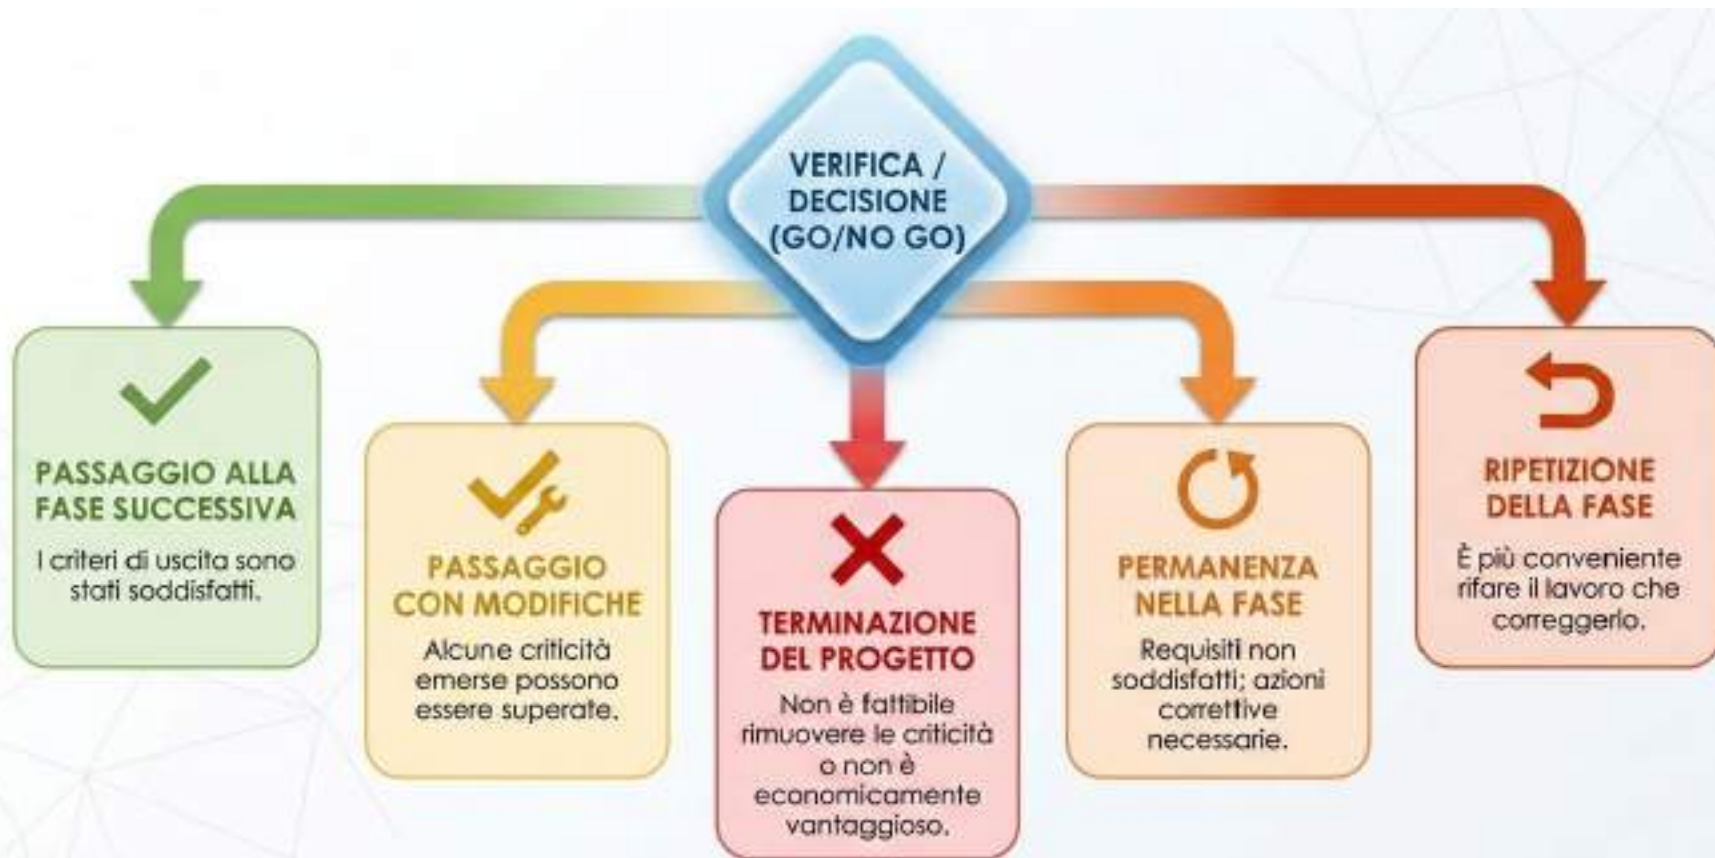 VERIFICA /
DECISIONE
(GO/NO GO)
PASSAGGIO ALLA
FASE SUCCESSIVA
I criteri di uscita sono
stati soddisfatti.
PASSAGGIO
CON MODIFICHE
Alcune criticità
emerse possono
essere superate.
TERMINAZIONE
DEL PROGETTO
Non è fattibile
rimuovere le criticità
o non è
economicamente
vantaggioso.
PERMANENZA
NELLA FASE
Requisiti non
soddisfatti; azioni
correttive
necessarie.
RIPETIZIONE
DELLA FASE
È più conveniente
rifare il lavoro che
correggerlo.